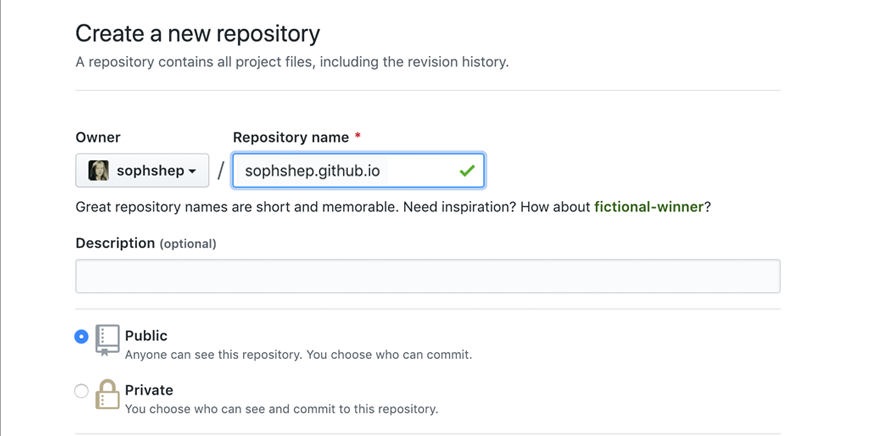 Create a new repository
A repository contains all project files, including the revision history.
Owner Repository name *
sophshep / sophshep.github.io
Great repository names are short and memorable. Need inspiration? How about fictional-winner?
Description (optional)
Public
Anyone can see this repository. You choose who can commit.
Private
You choose who can see and commit to this repository.